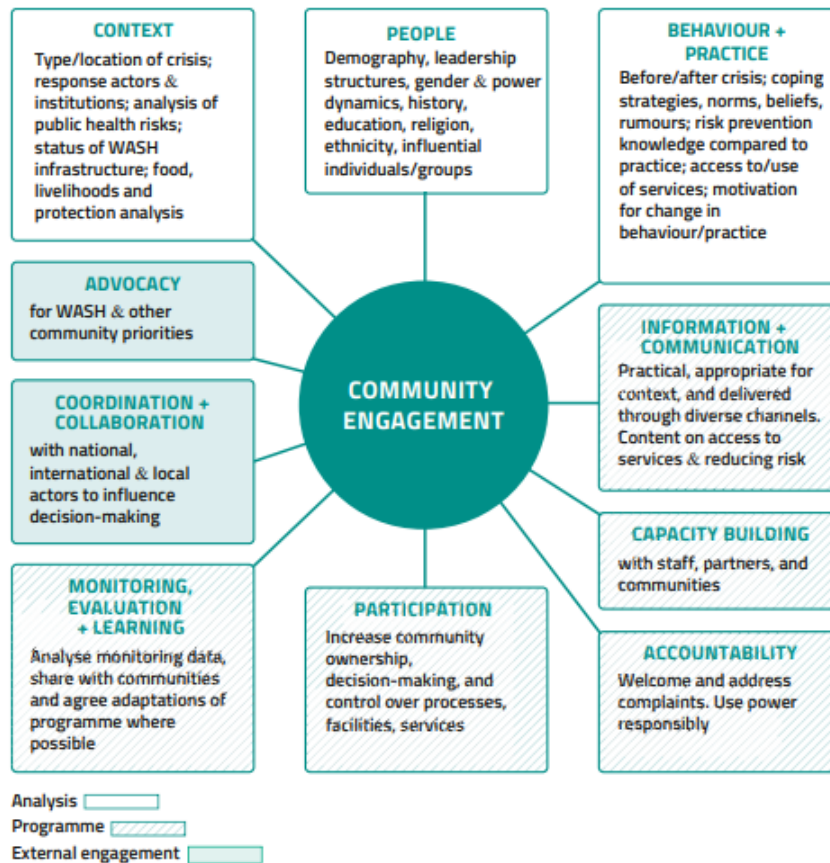 CONTEXT
Type/location of crisis;
response actors &
institutions; analysis of
public health risks;
status of WASH
infrastructure; food,
livelihoods and
protection analysis
PEOPLE
Demography, leadership
structures, gender & power
dynamics, history,
education, religion,
ethnicity, influential
individuals/groups
BEHAVIOUR +
PRACTICE
Before/after crisis; coping
strategies, norms, beliefs,
rumours; risk prevention
knowledge compared to
practice; access to/use
of services; motivation
for change in
behaviour/practice
ADVOCACY
for WASH & other
community priorities
COORDINATION +
COLLABORATION
with national,
international & local
actors to influence
decision-making
COMMUNITY
ENGAGEMENT
INFORMATION +
COMMUNICATION
Practical, appropriate for
context, and delivered
through diverse channels.
Content on access to
services & reducing risk
CAPACITY BUILDING
with staff, partners, and
communities
MONITORING,
EVALUATION
+ LEARNING
Analyse monitoring data,
share with communities
and agree adaptations of
programme where
possible
PARTICIPATION
Increase community
ownership,
decision-making, and
control over processes,
facilities, services
ACCOUNTABILITY
Welcome and address
complaints. Use power
responsibly
Analysis
Programme
External engagement